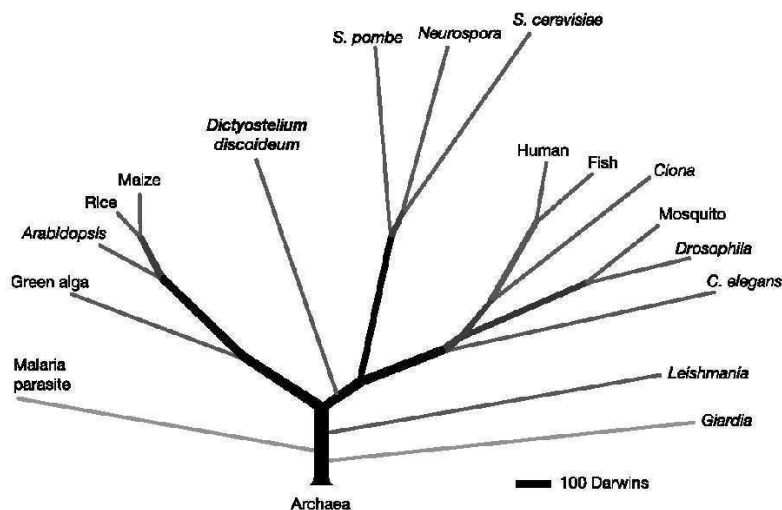 S. cerevisiae
S. pombe
Neurospora
Dictyostelium
discoideum
Human
Fish
Ciona
Maize
Rice
Mosquito
Arabidopsis
Drosophila
Green alga
C. elegans
Malaria
parasite
Leishmania
Giardia
100 Darwins
Archaea